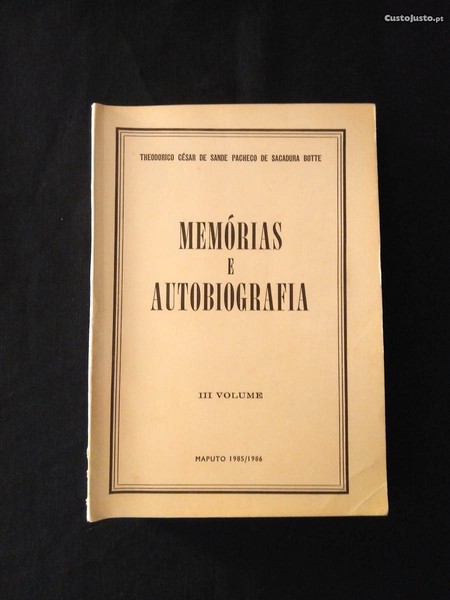 CustoJusto.pt
THEODORICO CÉSAR DE SANDE PACHECO DE SACADURA BOTTE
MEMÓRIAS
E
AUTOBIOGRAFIA
III VOLUME
MAPUTO 1985/1986